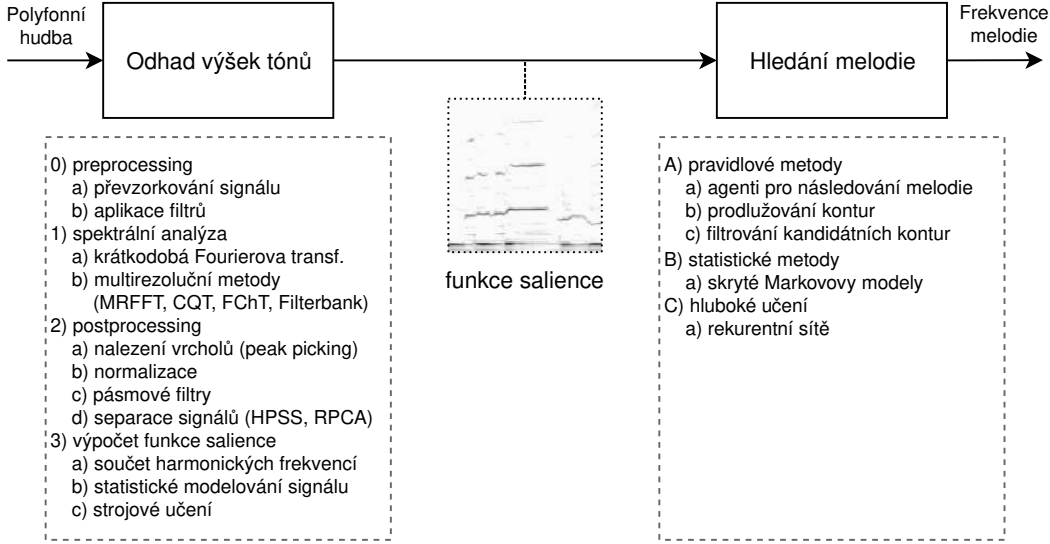 Polyfonní
hudba
Odhad výšek tónů
Hledání melodie
Frekvence
melodie
funkce salience
0) preprocessing
a) převzorkování signálu
b) aplikace filtrů
1) spektrální analýza
a) krátkodobá Fourierova transf.
b) multirezoluční metody
(MRFFT, CQT, FChT, Filterbank)
2) postprocessing
a) nalezení vrcholů (peak picking)
b) normalizace
c) pásmové filtry
d) separace signálů (HPSS, RPCA)
3) výpočet funkce salience
a) součet harmonických frekvencí
b) statistické modelování signálu
c) strojové učení
A) pravidlové metody
a) agenti pro následování melodie
b) prodlužování kontur
c) filtrování kandidátních kontur
B) statistické metody
a) skryté Markovovy modely
C) hluboké učení
a) rekurentní sítě